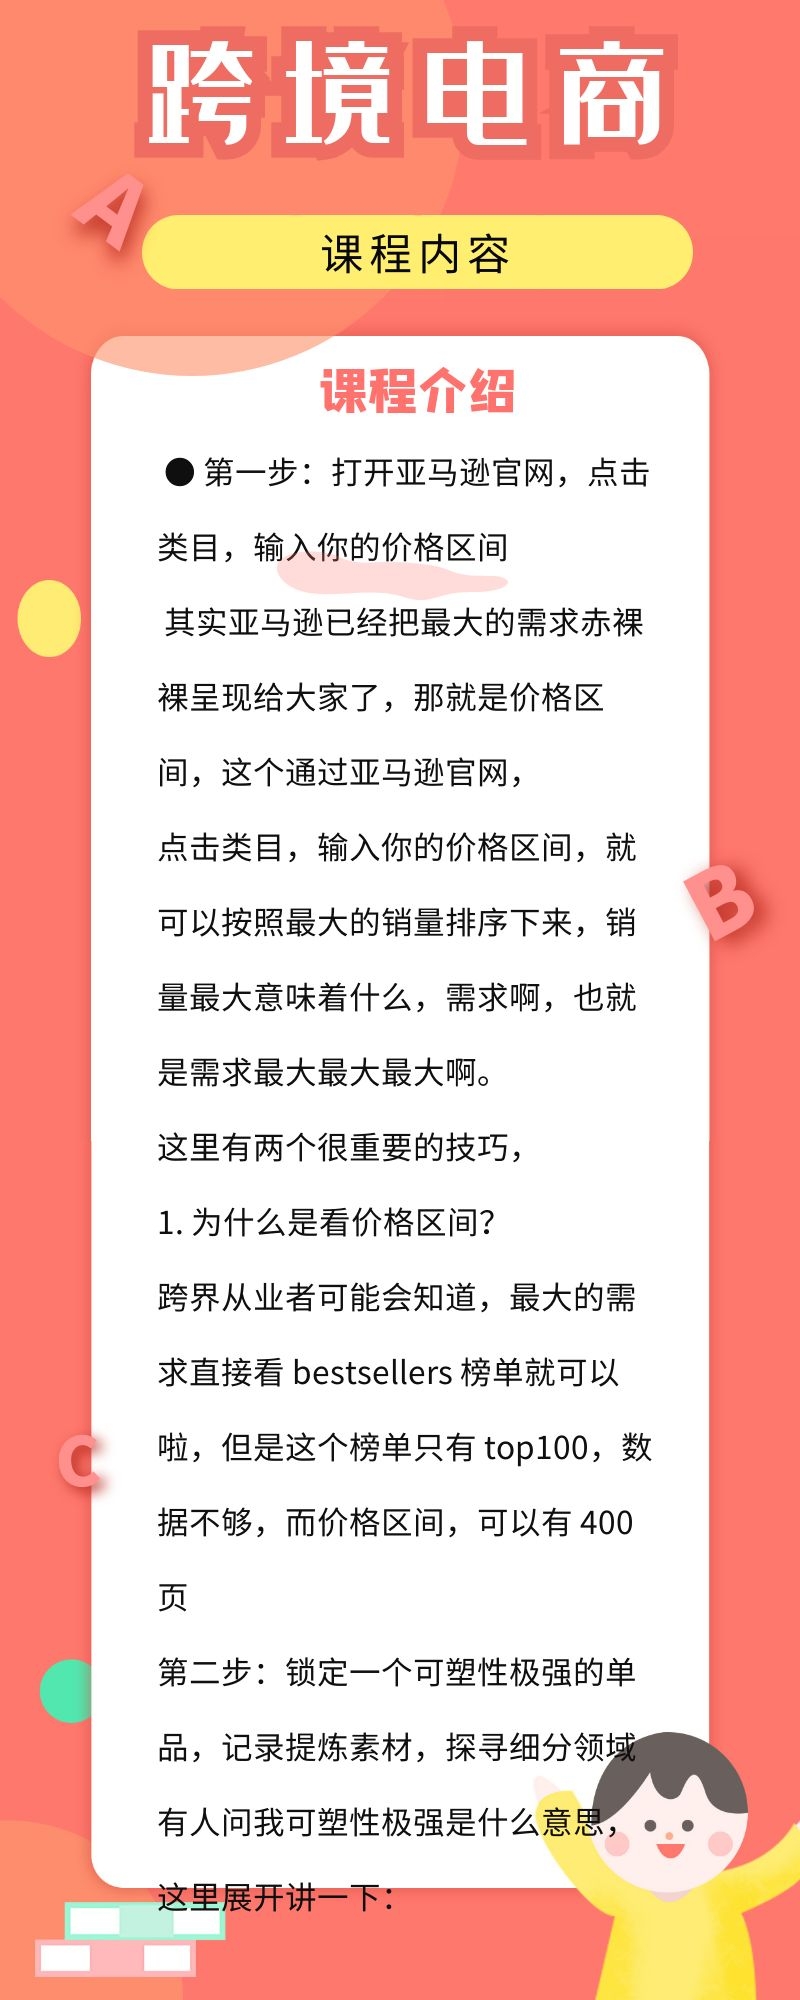 跨境电商
A
课程内容
课程介绍
● 第一步：打开亚马逊官网，点击
类目，输入你的价格区间
其实亚马逊已经把最大的需求赤裸
裸呈现给大家了，那就是价格区
间，这个通过亚马逊官网，
点击类目，输入你的价格区间，就
可以按照最大的销量排序下来，销
B
量最大意味着什么，需求啊，也就
是需求最大最大最大啊。
这里有两个很重要的技巧，
1. 为什么是看价格区间？
跨界从业者可能会知道，最大的需
求直接看 bestsellers 榜单就可以
啦，但是这个榜单只有 top100，数
C
据不够，而价格区间，可以有 400
页
第二步：锁定一个可塑性极强的单
品，记录提炼素材，探寻细分领域
有人问我可塑性极强是什么意思，
这里展开讲一下：